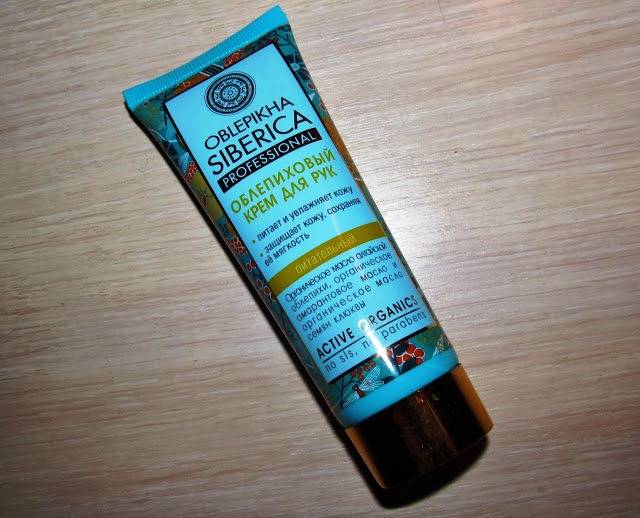 OBLEPIKHA
SIBERICA
PROFESSIONAL
ОБЛЕПИХОВЫЙ
КРЕМ ДЛЯ РУК
• питает и увлажняет кожу
• защищает кожу, сохраняя
её мягкость
питательный
Органическое масло алтайской
облепихи, органическое
амарантовое масло и
органическое масло
семян клюквы
ACTIVE ORGANICS
no sls, no parabens